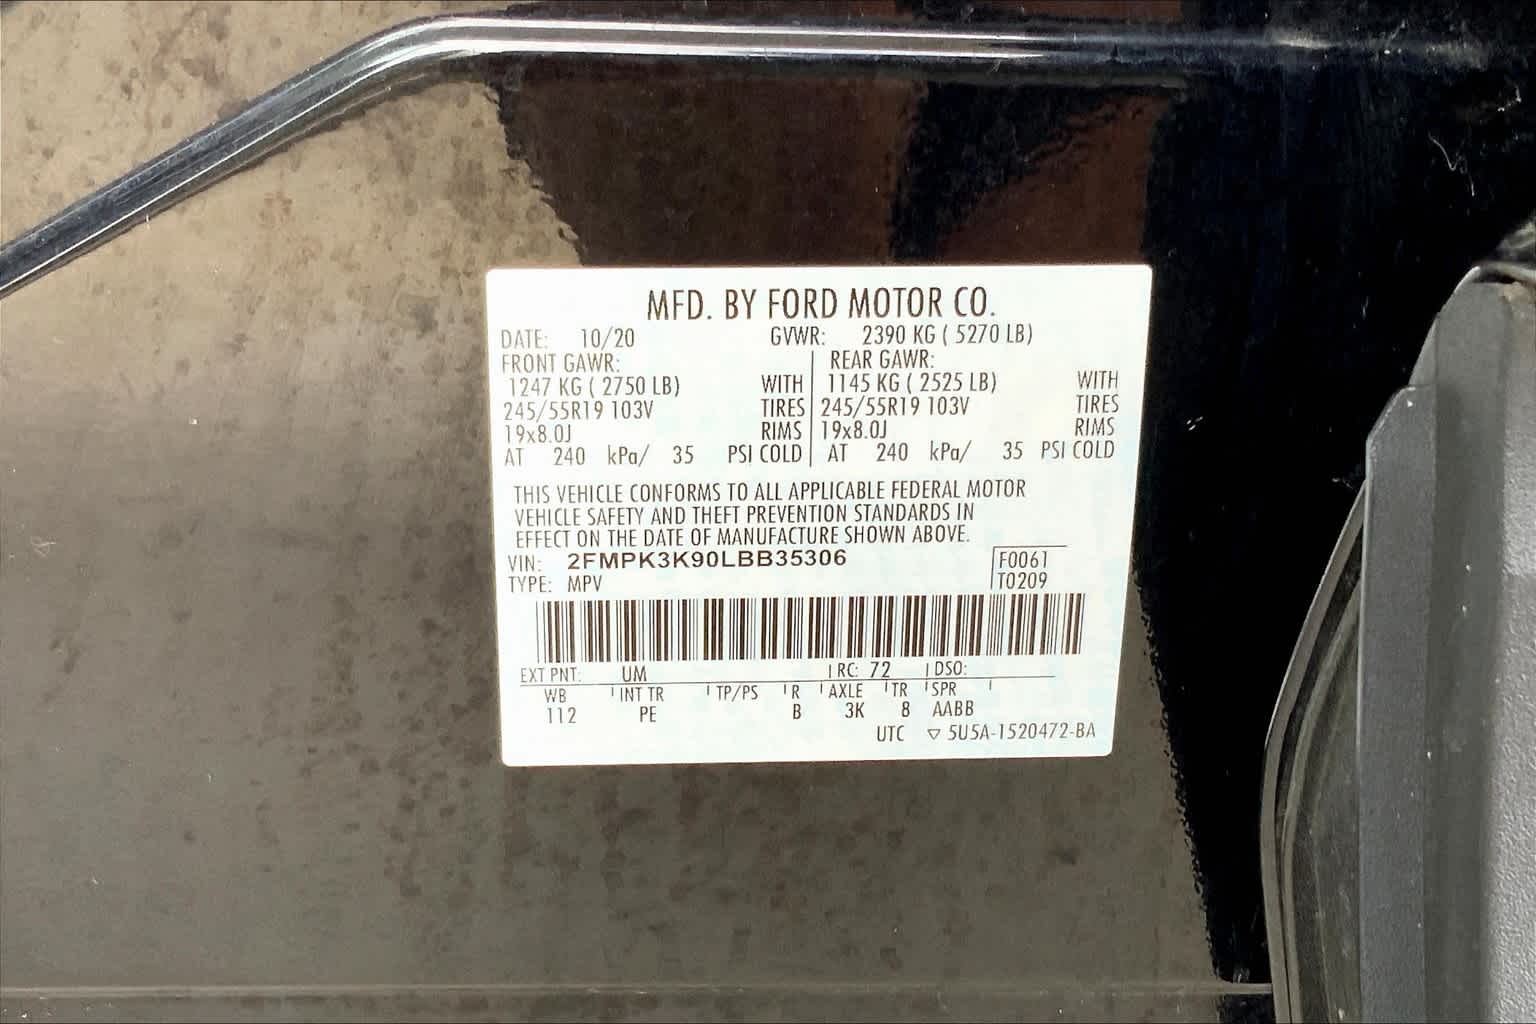 MFD. BY FORD MOTOR CO.
DATE: 10/20 GVWR: 2390 KG ( 5270 LB)
FRONT GAWR: REAR GAWR:
1247 KG ( 2750 LB) WITH 1145 KG ( 2525 LB) WITH
245/55R19 103V TIRES 245/55R19 103V TIRES
19x8.0J RIMS 19x8.0J RIMS
AT 240 kPa/ 35 PSI COLD AT 240 kPa/ 35 PSI COLD
THIS VEHICLE CONFORMS TO ALL APPLICABLE FEDERAL MOTOR
VEHICLE SAFETY AND THEFT PREVENTION STANDARDS IN
EFFECT ON THE DATE OF MANUFACTURE SHOWN ABOVE.
VIN: 2FMPK3K90LBB35306 F0061
TYPE: MPV T0209
EXT PNT: UM RC: 72 DSO:
WB INT TR TP/PS R AXLE TR SPR
112 PE B 3K 8 AABB
UTC ▽ 5U5A-1520472-BA